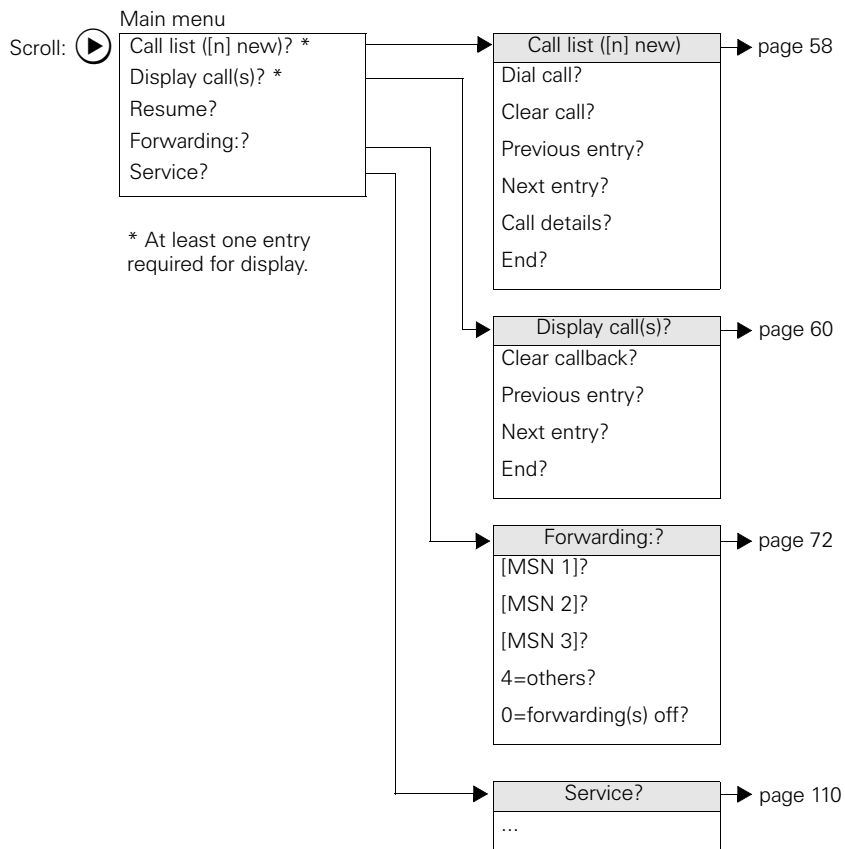 Main menu
Scroll:
Call list ([n] new)? *
Display call(s)? *
Resume?
Forwarding:?
Service?
* At least one entry
required for display.
Call list ([n] new)
page 58
Dial call?
Clear call?
Previous entry?
Next entry?
Call details?
End?
Display call(s)?
page 60
Clear callback?
Previous entry?
Next entry?
End?
Forwarding:?
page 72
[MSN 1]?
[MSN 2]?
[MSN 3]?
4=others?
0=forwarding(s) off?
Service?
page 110
...